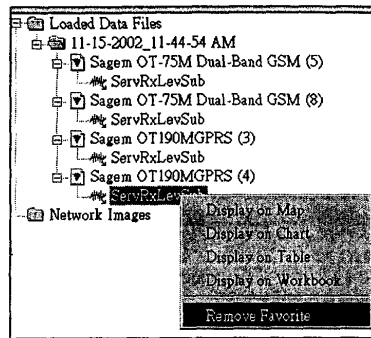 Loaded Data Files
11-15-2002_11-44-54 AM
Sagem OT-75M Dual-Band GSM (5)
ServRxLevSub
Sagem OT-75M Dual-Band GSM (8)
ServRxLevSub
Sagem OT190MGPRS (3)
ServRxLevSub
Sagem OT190MGPRS (4)
ServRxLevSub
Network Images
Display on Map
Display on Chart
Display on Table
Display on Workbook
Remove Favorite